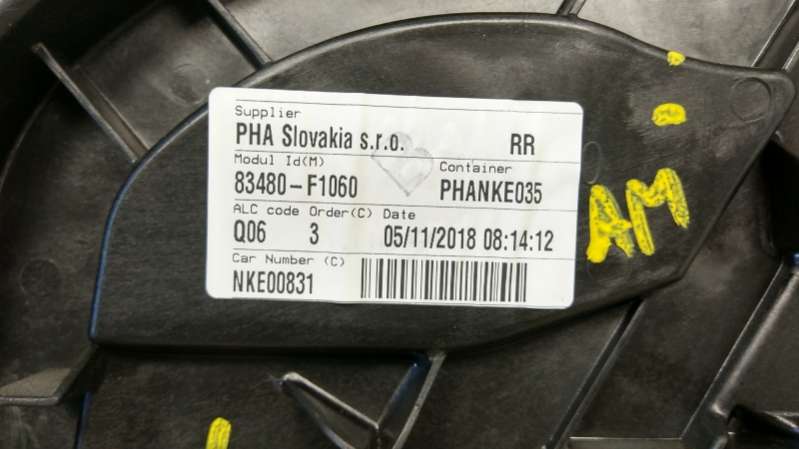 Supplier
PHA Slovakia s.r.o. RR
Modul Id(M) Container
83480-F1060 PHANKE035
ALC code Order(C) Date
Q06 3 05/11/2018 08:14:12
Car Number (C)
NKE00831
AM